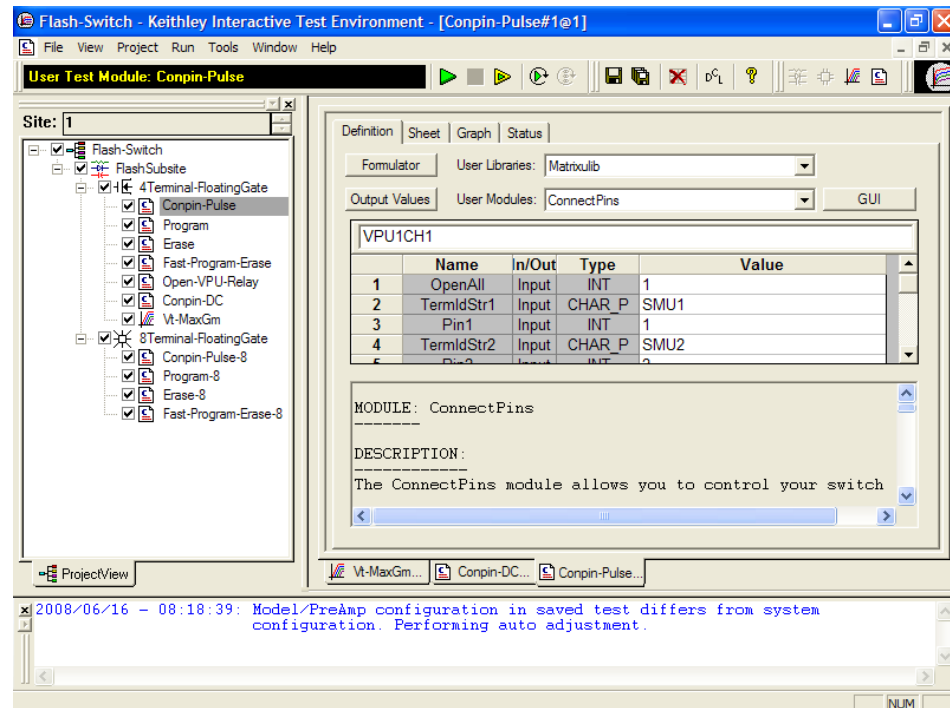 Flash-Switch - Keithley Interactive Test Environment - [Conpin-Pulse#1@1]
File View Project Run Tools Window Help
User Test Module: Conpin-Pulse
Site: 1
Flash-Switch
FlashSubsite
4Terminal-FloatingGate
Conpin-Pulse
Program
Erase
Fast-Program-Erase
Open-VPU-Relay
Conpin-DC
Vt-MaxGm
8Terminal-FloatingGate
Conpin-Pulse-8
Program-8
Erase-8
Fast-Program-Erase-8
ProjectView
Definition Sheet Graph Status
Formulator User Libraries: Matrixulib
Output Values User Modules: ConnectPins GUI
VPU1CH1
Name In/Out Type Value
1 OpenAll Input INT 1
2 TermIdStr1 Input CHAR_P SMU1
3 Pin1 Input INT 1
4 TermIdStr2 Input CHAR_P SMU2
5 Pin2 Input INT 2
MODULE: ConnectPins
-------
DESCRIPTION:
------------
The ConnectPins module allows you to control your switch
Vt-MaxGm... Conpin-DC... Conpin-Pulse...
2008/06/16 - 08:18:39: Model/PreAmp configuration in saved test differs from system
configuration. Performing auto adjustment.
NUM